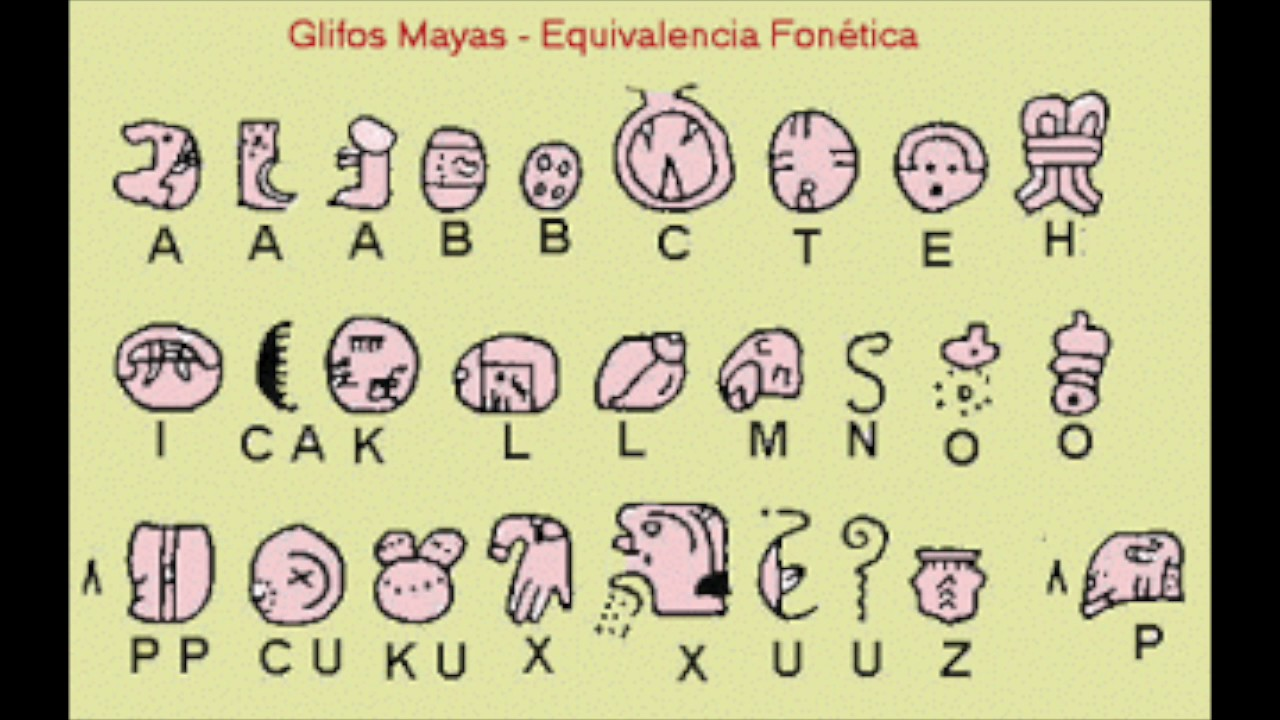 Glifos Mayas - Equivalencia Fonética
A A A B B C T E H
I CA K L L M N O O
PP CU KU X X U U Z P